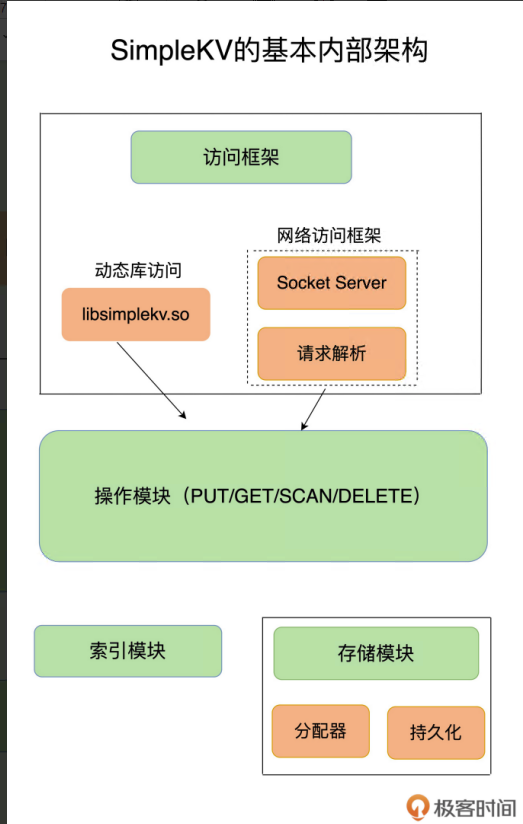 SimpleKV的基本内部架构
访问框架
网络访问框架
动态库访问
Socket Server
libsimplekv.so
请求解析
操作模块（PUT/GET/SCAN/DELETE）
索引模块
存储模块
分配器
持久化
极客时间